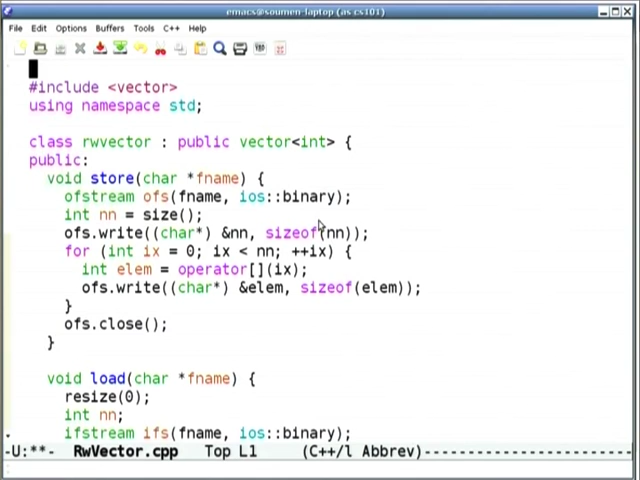 emacs@soumen-laptop (as cs101)
File Edit Options Buffers Tools C++ Help
#include <vector>
using namespace std;
class rwvector : public vector<int> {
public:
void store(char *fname) {
ofstream ofs(fname, ios::binary);
int nn = size();
ofs.write((char*) &nn, sizeof(nn));
for (int ix = 0; ix < nn; ++ix) {
int elem = operator[](ix);
ofs.write((char*) &elem, sizeof(elem));
}
ofs.close();
}
void load(char *fname) {
resize(0);
int nn;
ifstream ifs(fname, ios::binary);
-U:**- RwVector.cpp Top L1 (C++/l Abbrev)